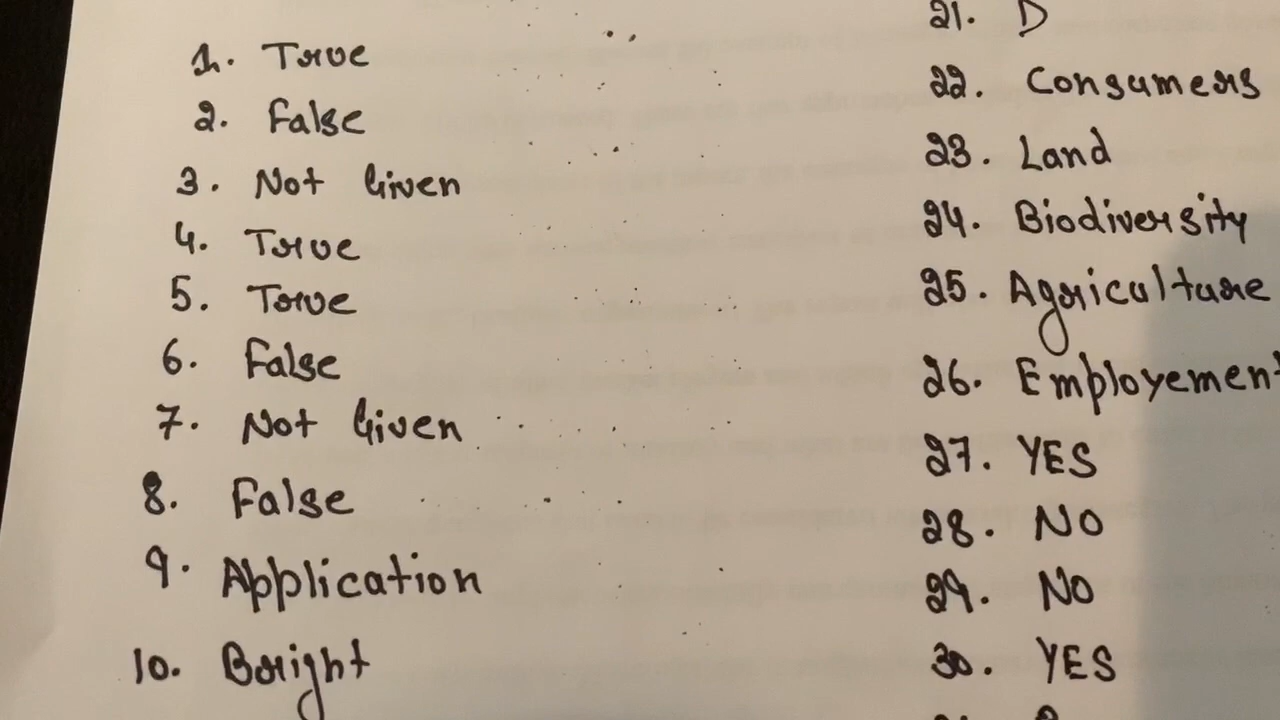 1. True
2. False
3. Not Given
4. True
5. True
6. False
7. Not Given
8. False
9. Application
10. Bright
21. D
22. Consumers
23. Land
24. Biodiversity
25. Agriculture
26. Employement
27. YES
28. NO
29. NO
30. YES